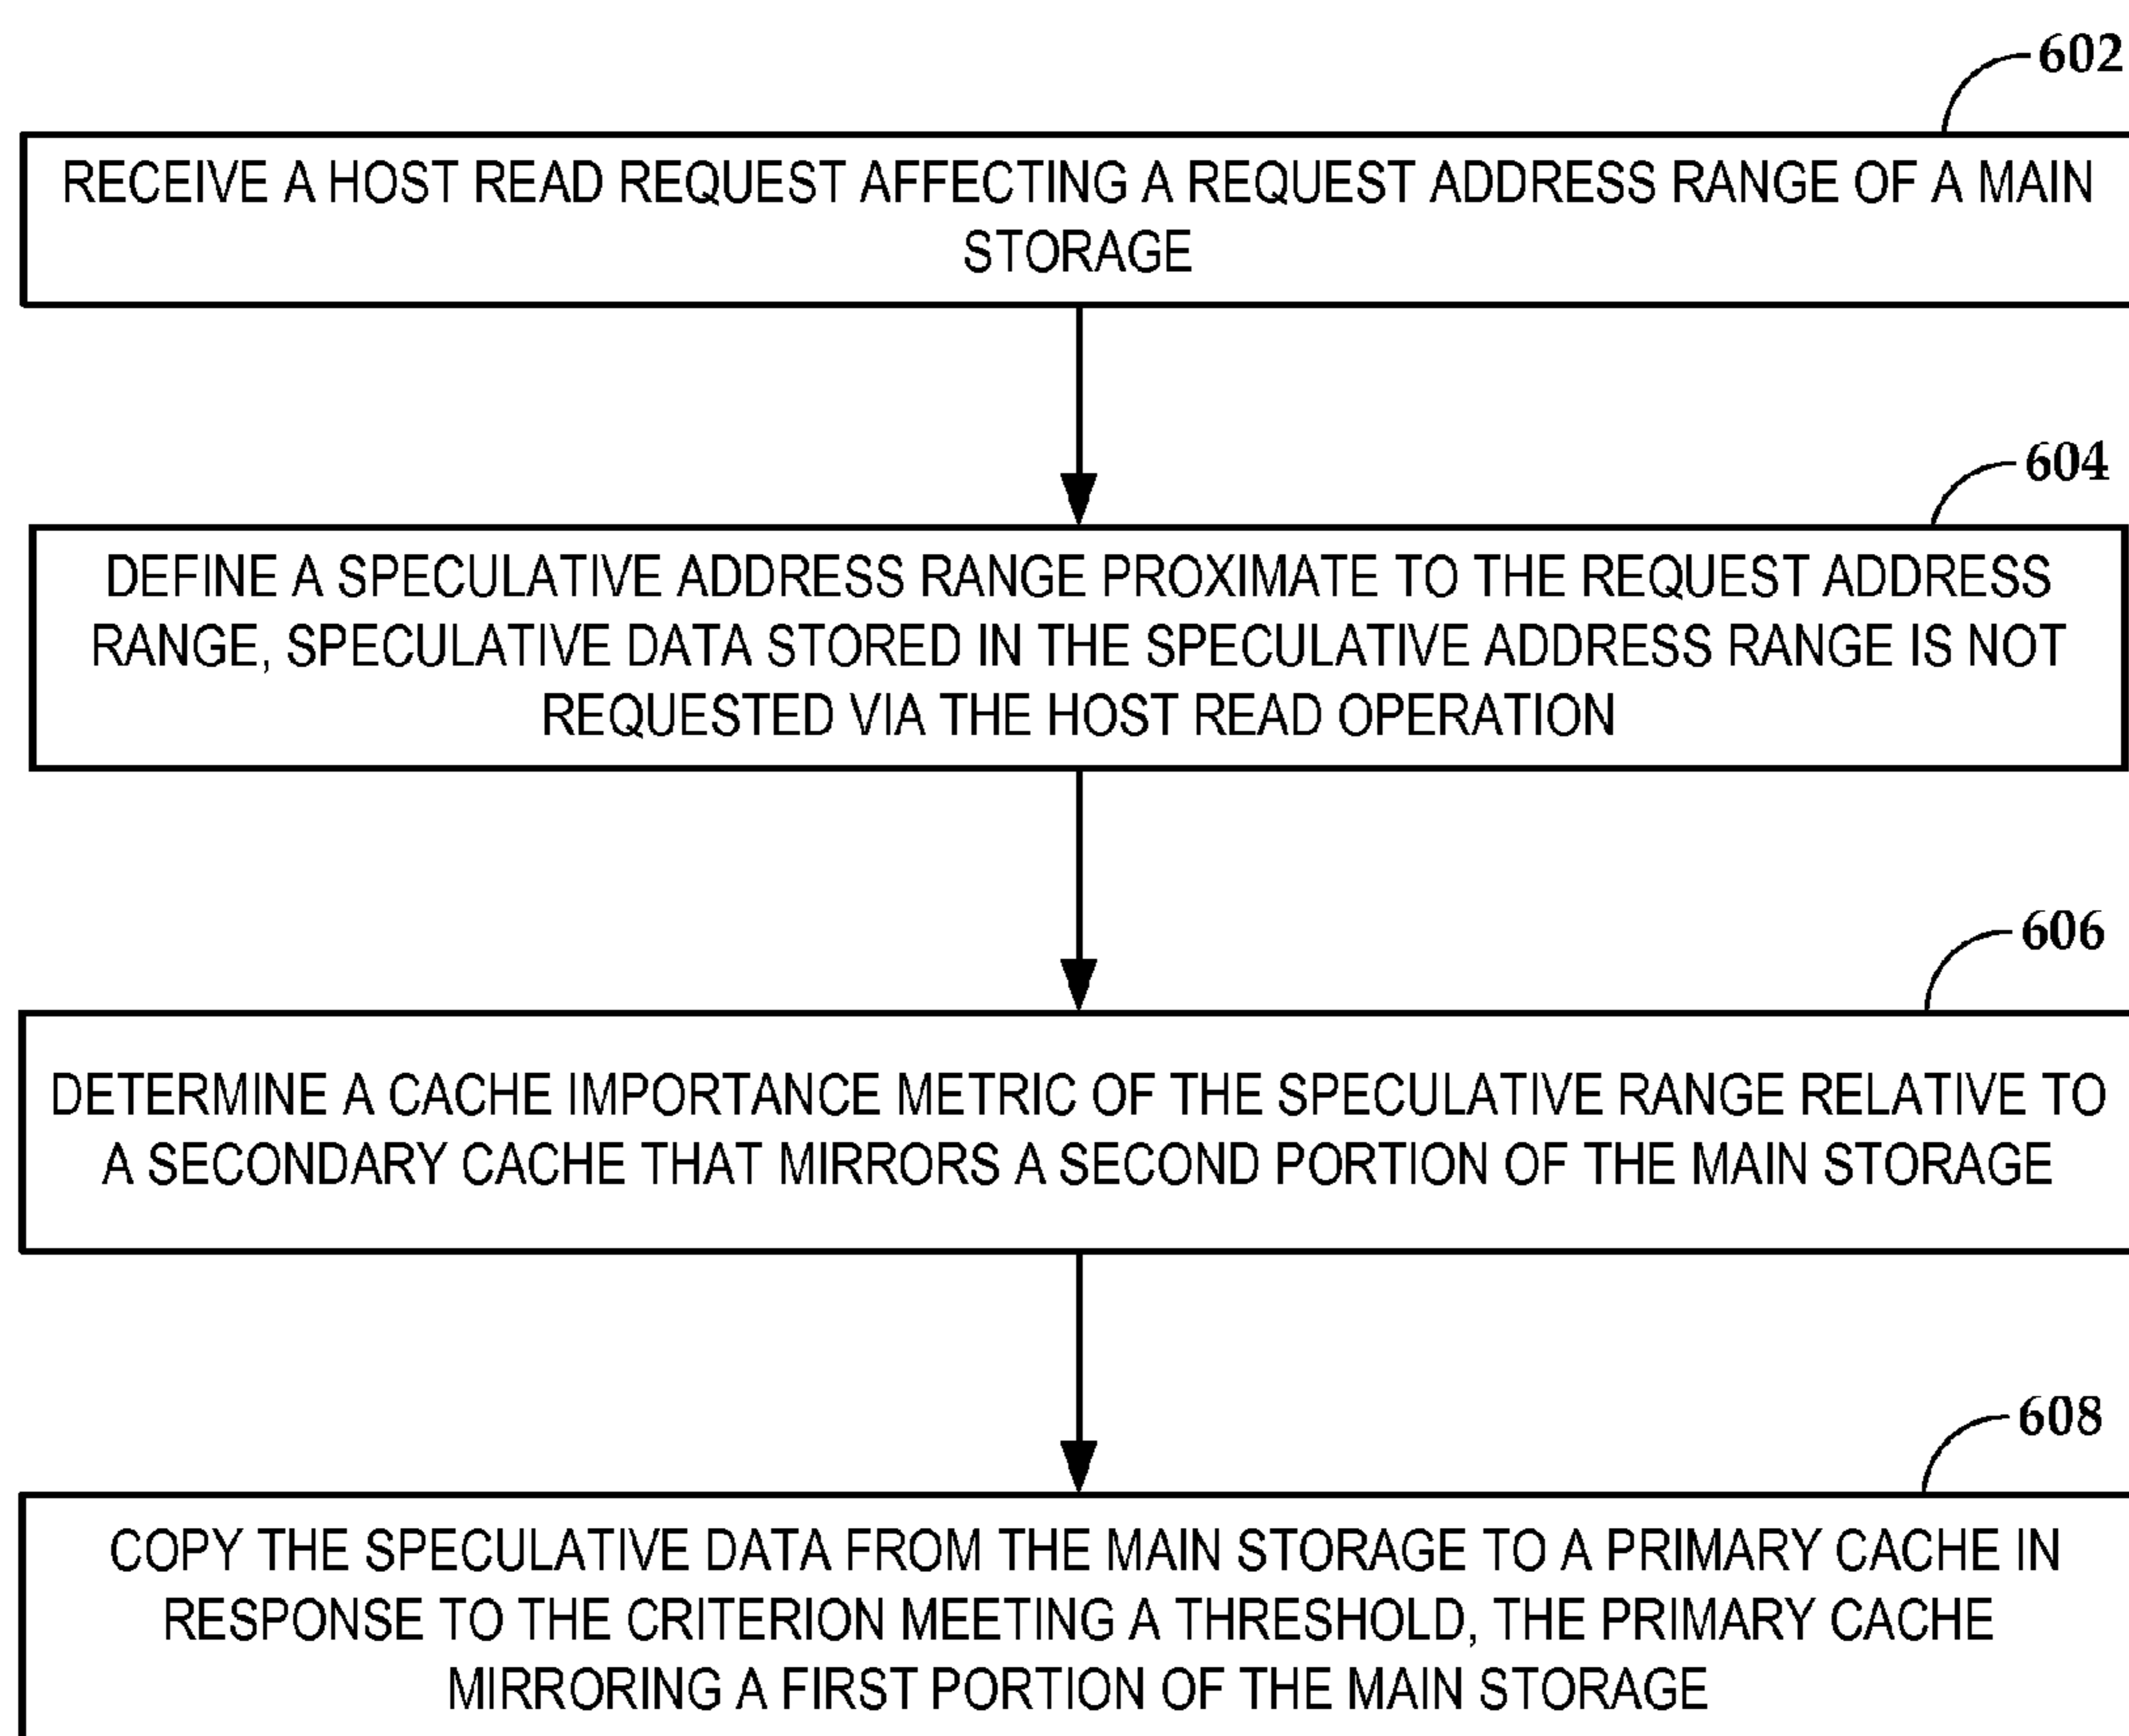 602
RECEIVE A HOST READ REQUEST AFFECTING A REQUEST ADDRESS RANGE OF A MAIN
STORAGE
604
DEFINE A SPECULATIVE ADDRESS RANGE PROXIMATE TO THE REQUEST ADDRESS
RANGE, SPECULATIVE DATA STORED IN THE SPECULATIVE ADDRESS RANGE IS NOT
REQUESTED VIA THE HOST READ OPERATION
606
DETERMINE A CACHE IMPORTANCE METRIC OF THE SPECULATIVE RANGE RELATIVE TO
A SECONDARY CACHE THAT MIRRORS A SECOND PORTION OF THE MAIN STORAGE
608
COPY THE SPECULATIVE DATA FROM THE MAIN STORAGE TO A PRIMARY CACHE IN
RESPONSE TO THE CRITERION MEETING A THRESHOLD, THE PRIMARY CACHE
MIRRORING A FIRST PORTION OF THE MAIN STORAGE